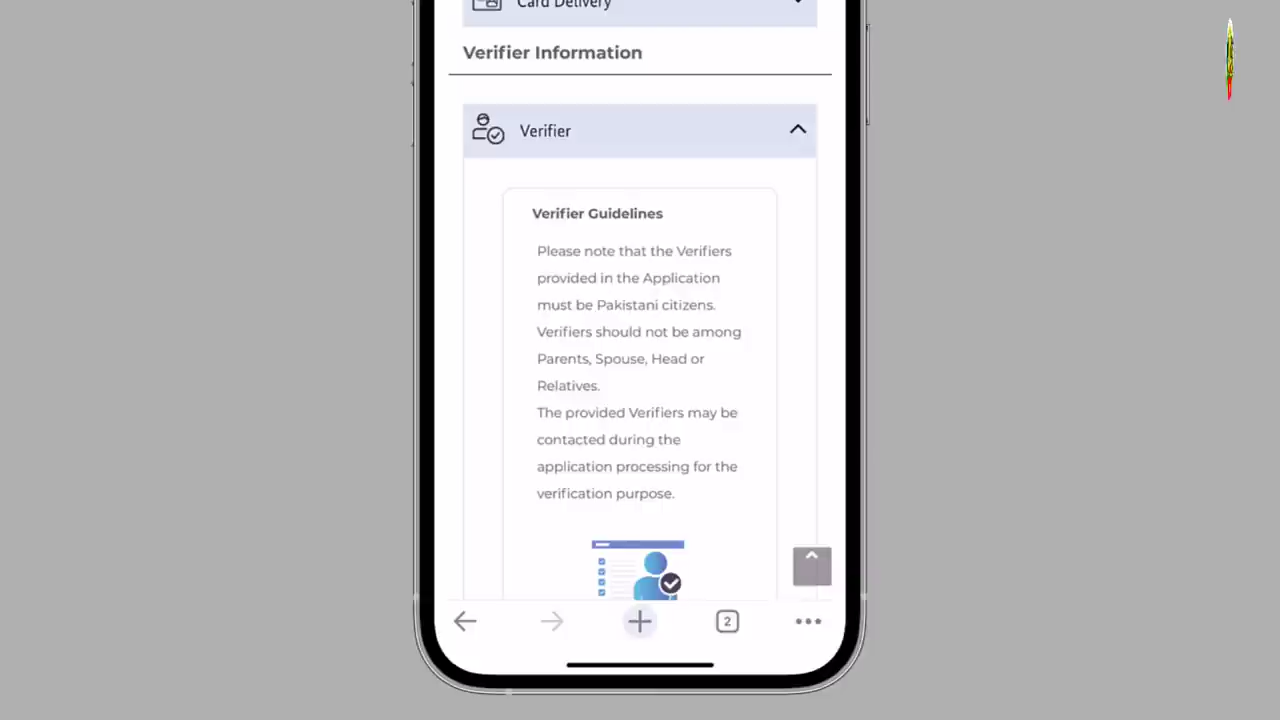 Card Delivery
Verifier Information
Verifier
Verifier Guidelines
Please note that the Verifiers
provided in the Application
must be Pakistani citizens.
Verifiers should not be among
Parents, Spouse, Head or
Relatives.
The provided Verifiers may be
contacted during the
application processing for the
verification purpose.
2